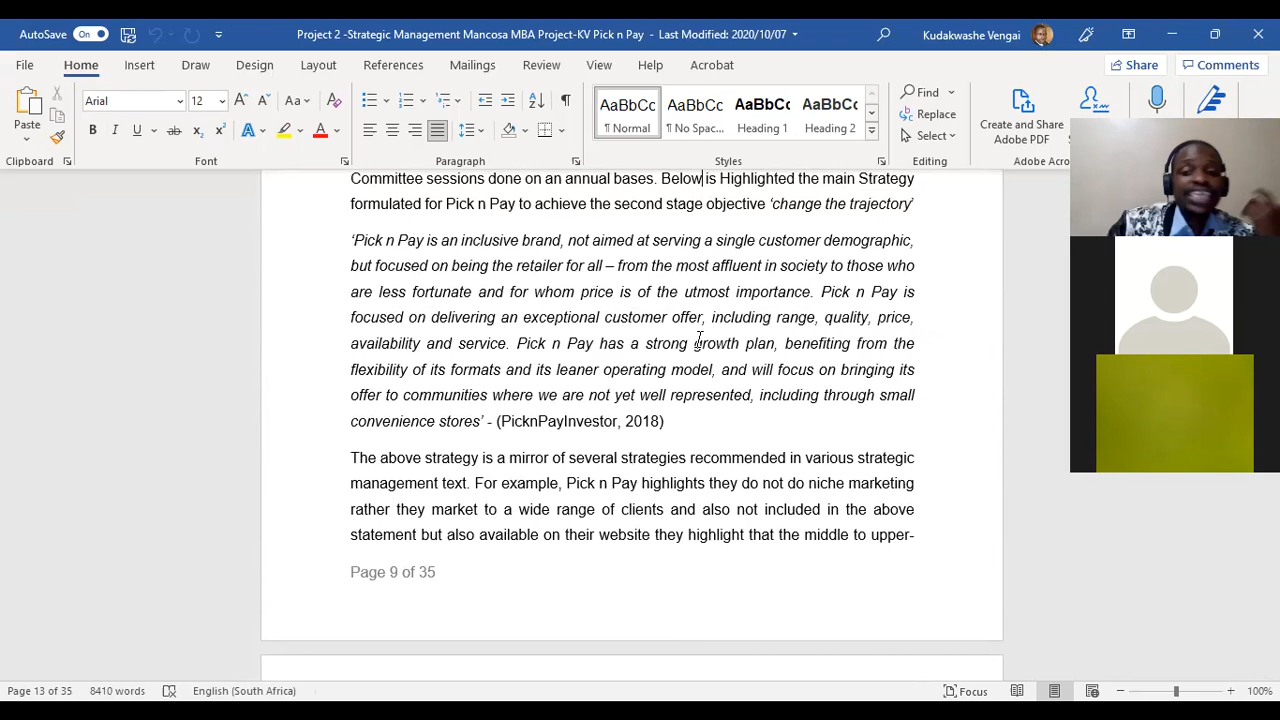 AutoSave On Project 2 -Strategic Management Mancosa MBA Project-KV Pick n Pay - Last Modified: 2020/10/07 Kudakwashe Vengai
File Home Insert Draw Design Layout References Mailings Review View Help Acrobat Share Comments
Arial 12 Aa AaBbCc AaBbCc AaBbCc AaBbCc Find
Paste B I U ab x₂ x² A A ¶ Normal ¶ No Spac... Heading 1 Heading 2 Replace Create and Share
Select Adobe PDF
Clipboard Font Paragraph Styles Editing Adobe Acro
Committee sessions done on an annual bases. Below is Highlighted the main Strategy
formulated for Pick n Pay to achieve the second stage objective ‘change the trajectory’
‘Pick n Pay is an inclusive brand, not aimed at serving a single customer demographic,
but focused on being the retailer for all – from the most affluent in society to those who
are less fortunate and for whom price is of the utmost importance. Pick n Pay is
focused on delivering an exceptional customer offer, including range, quality, price,
availability and service. Pick n Pay has a strong growth plan, benefiting from the
flexibility of its formats and its leaner operating model, and will focus on bringing its
offer to communities where we are not yet well represented, including through small
convenience stores’ - (PicknPayInvestor, 2018)
The above strategy is a mirror of several strategies recommended in various strategic
management text. For example, Pick n Pay highlights they do not do niche marketing
rather they market to a wide range of clients and also not included in the above
statement but also available on their website they highlight that the middle to upper-
Page 9 of 35
Page 13 of 35 8410 words English (South Africa) Focus 100%